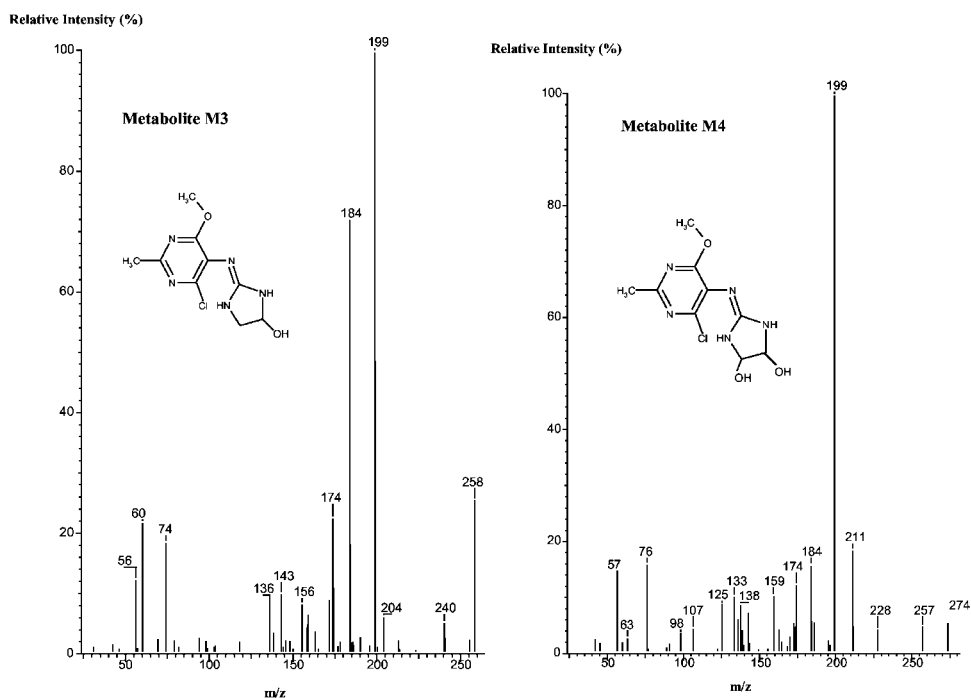 Relative Intensity (%)
100
80
60
40
20
0
50
100
150
200
250
m/z
Metabolite M3
H₃C
O
N
N
H₃C
N
Cl
NH
HN
OH
56
60
74
136
143
156
174
184
199
204
240
258
Relative Intensity (%)
100
80
60
40
20
0
50
100
150
200
250
m/z
Metabolite M4
H₃C
O
N
N
H₃C
N
Cl
NH
HN
OH
OH
57
63
76
98
107
125
133
138
159
174
184
199
211
228
257
274